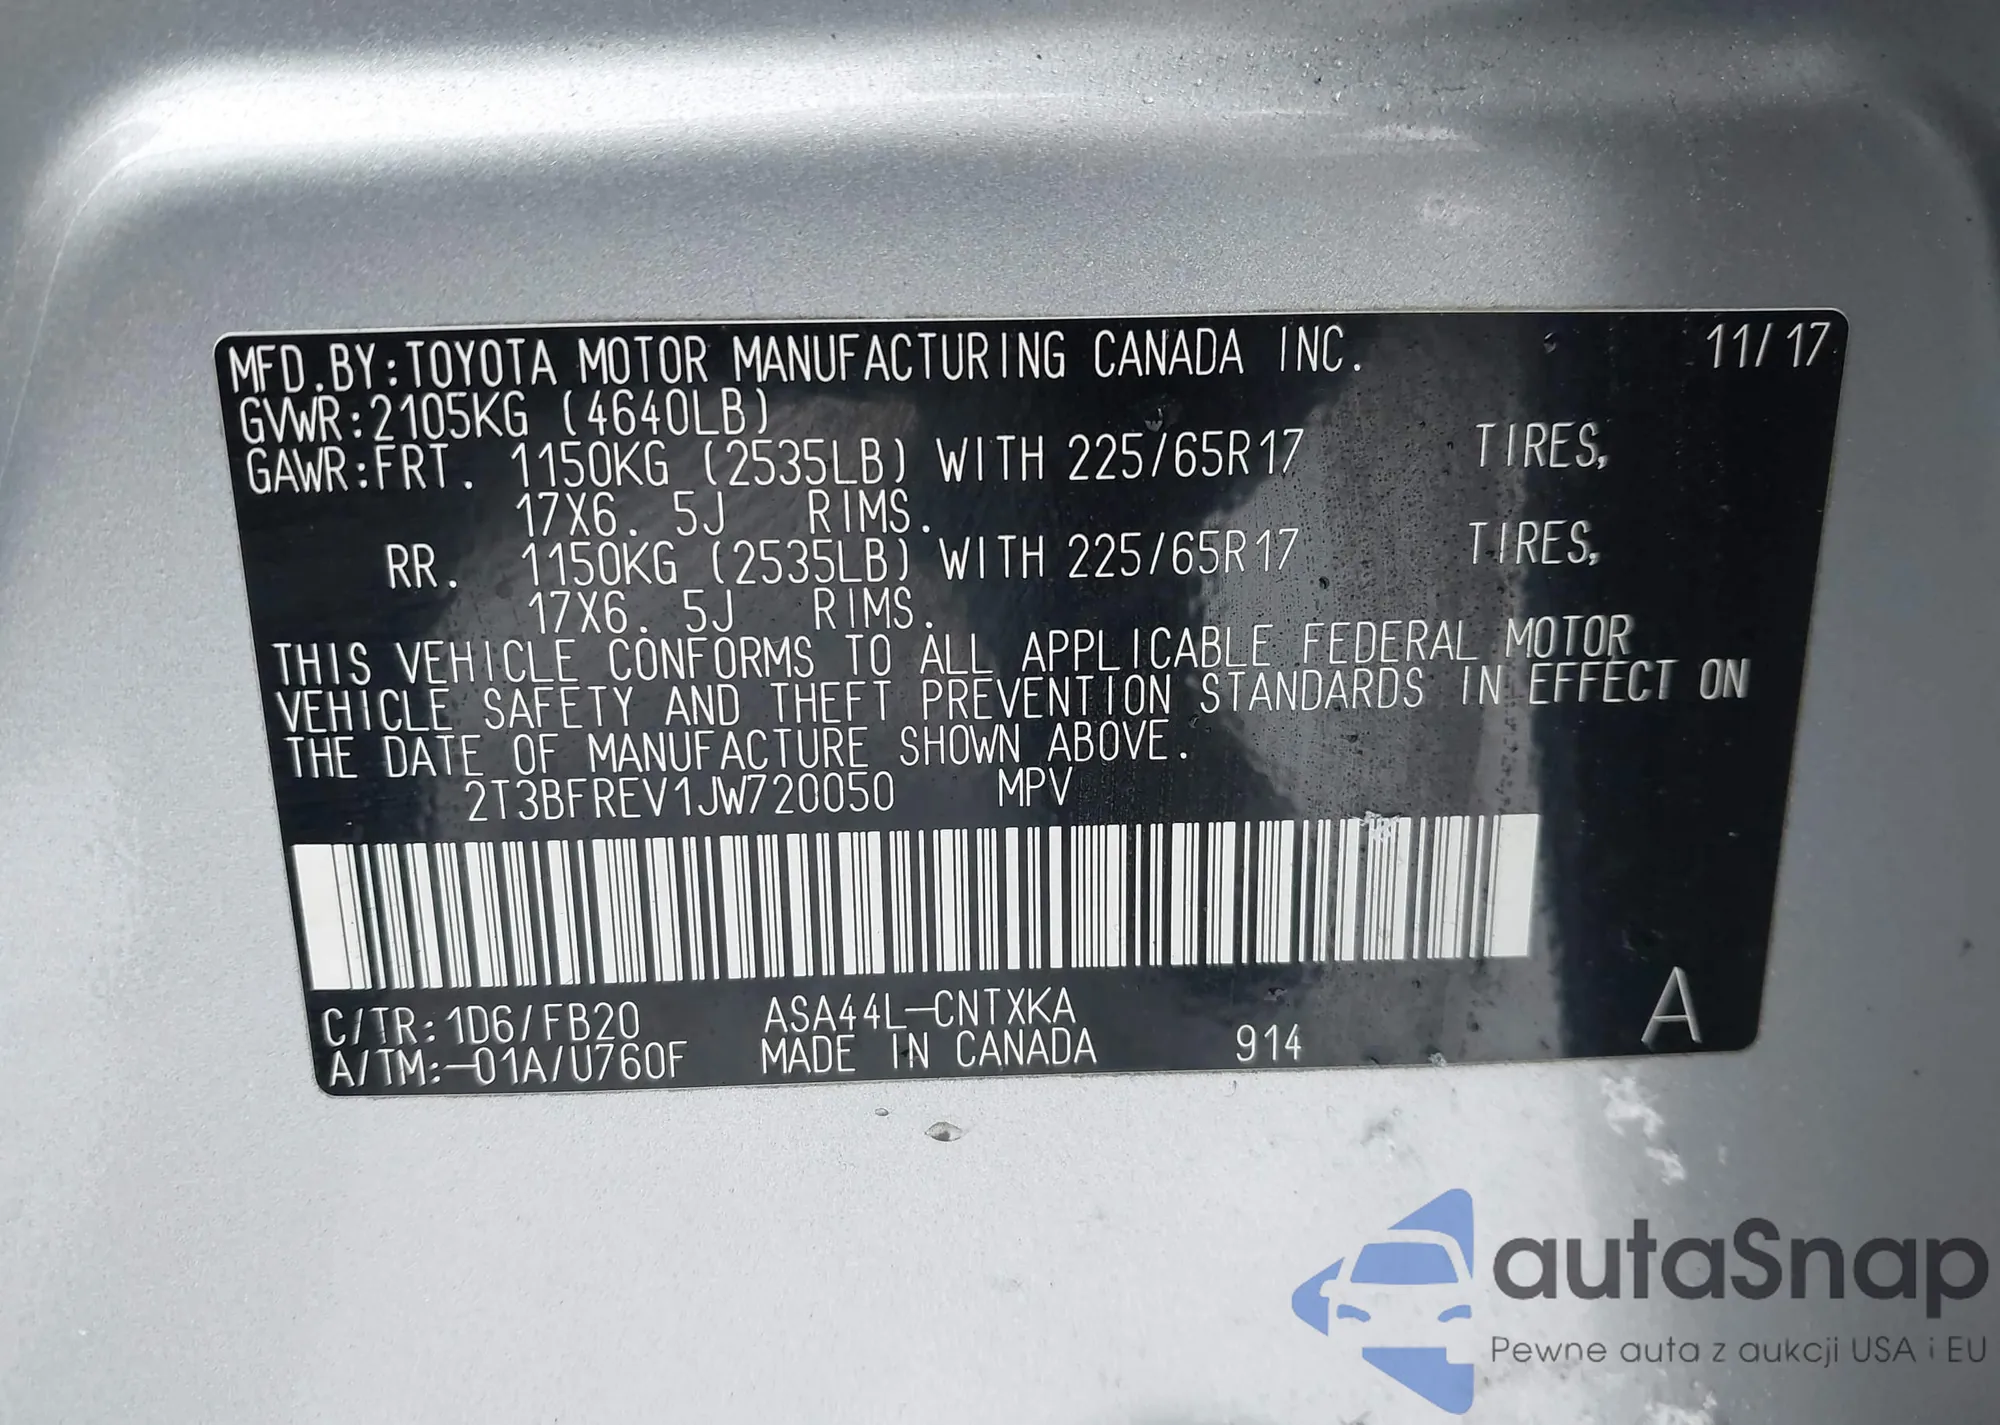 MFD.BY:TOYOTA MOTOR MANUFACTURING CANADA INC. 11/17
GVWR:2105KG (4640LB)
GAWR:FRT. 1150KG (2535LB) WITH 225/65R17 TIRES,
17X6.5J RIMS.
RR. 1150KG (2535LB) WITH 225/65R17 TIRES,
17X6.5J RIMS.
THIS VEHICLE CONFORMS TO ALL APPLICABLE FEDERAL MOTOR
VEHICLE SAFETY AND THEFT PREVENTION STANDARDS IN EFFECT ON
THE DATE OF MANUFACTURE SHOWN ABOVE.
2T3BFREV1JW720050 MPV
C/TR:1D6/FB20 ASA44L-CNTXKA
A/TM:-01A/U760F MADE IN CANADA 914 A
autaSnap
Pewne auta z aukcji USA i EU